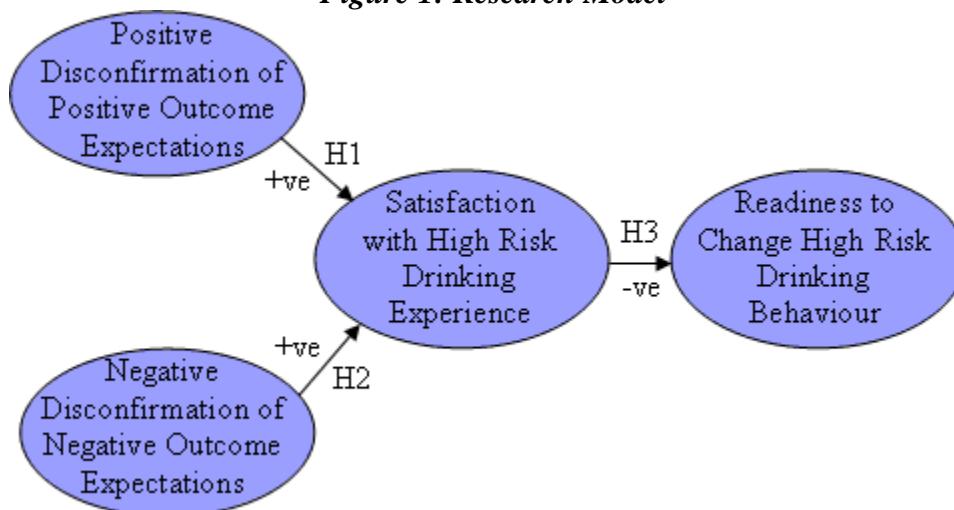 Figure 1: Research Model
Positive
Disconfirmation of
Positive Outcome
Expectations
H1
+ve
Satisfaction
with High Risk
Drinking
Experience
H3
-ve
Readiness to
Change High Risk
Drinking
Behaviour
+ve
H2
Negative
Disconfirmation of
Negative Outcome
Expectations